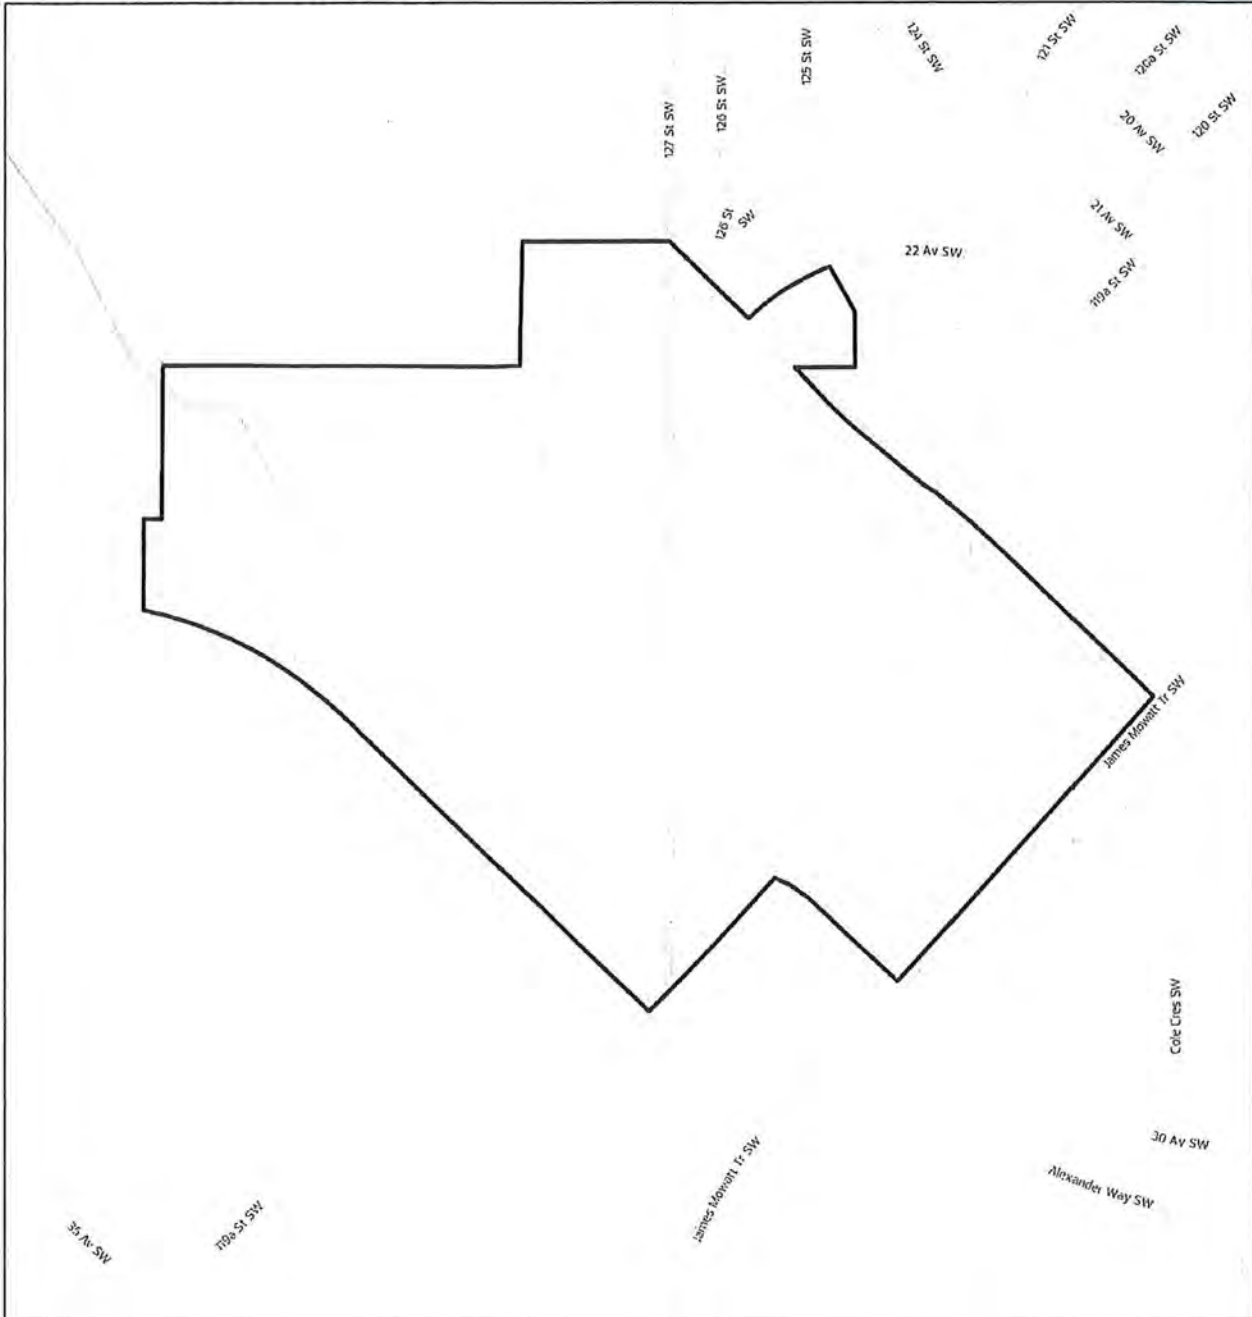 124 St SW
121 St SW
120a St SW
125 St SW
126 St SW
127 St SW
20 Av SW
120 St SW
126 St
SW
21 Av SW
22 Av SW
119a St SW
James Mowatt Tr SW
Cole Cres SW
30 Av SW
Alexander Way SW
James Mowatt Tr SW
119a St SW
35 Av SW